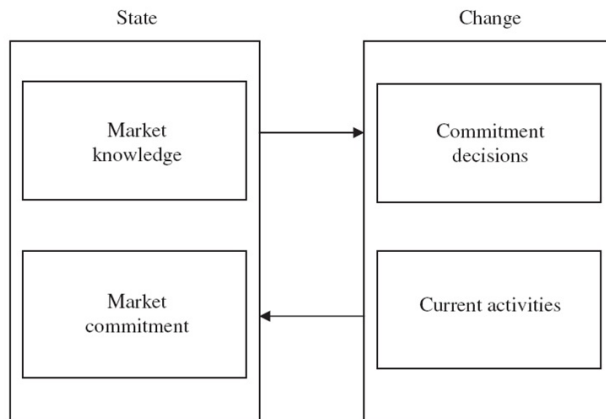 State
Change
Market
knowledge
Commitment
decisions
Market
commitment
Current activities